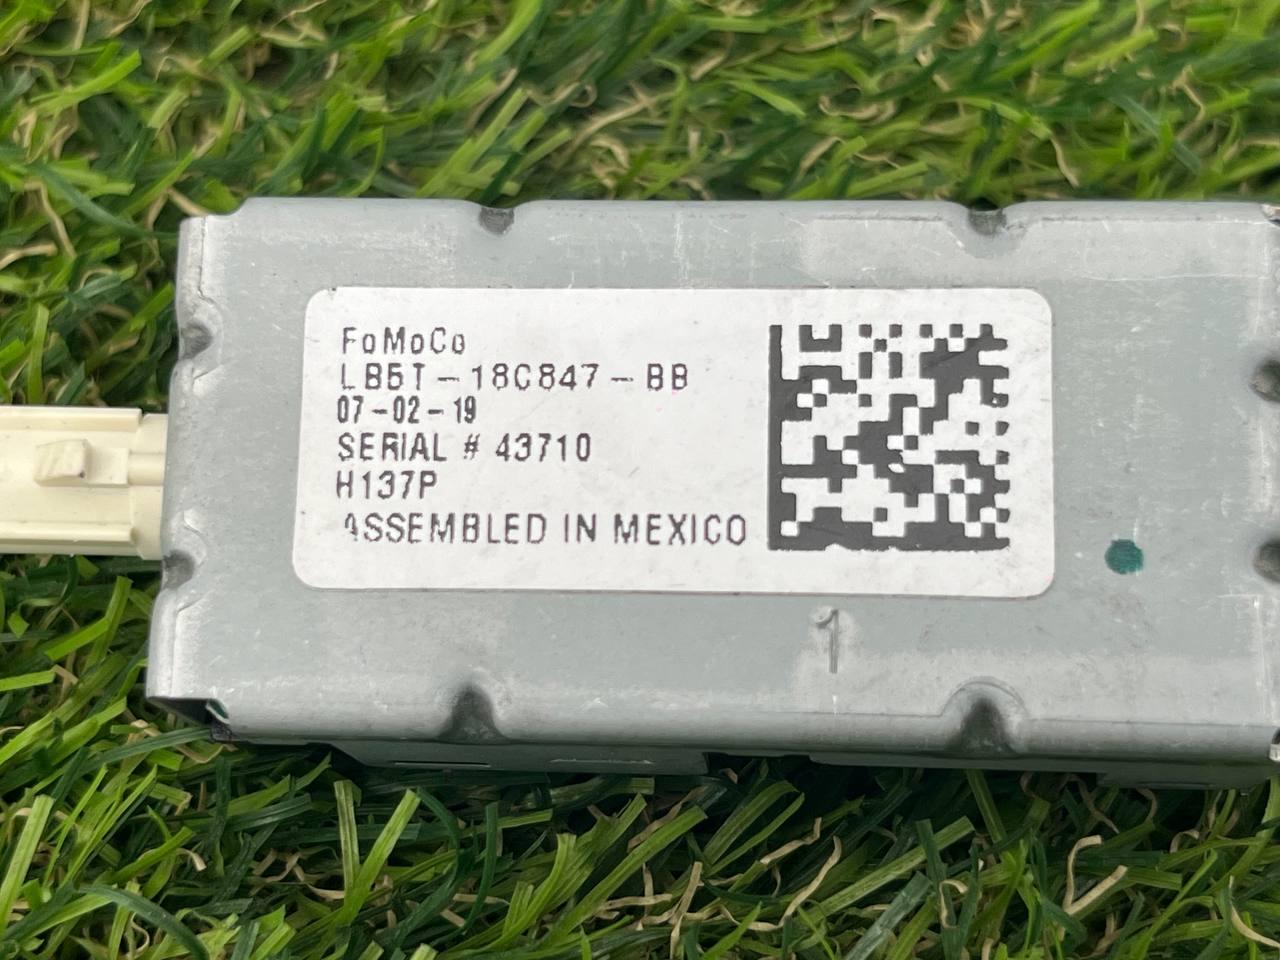 FoMoCo
LB5T-18C847-BB
07-02-19
SERIAL # 43710
H137P
ASSEMBLED IN MEXICO
1